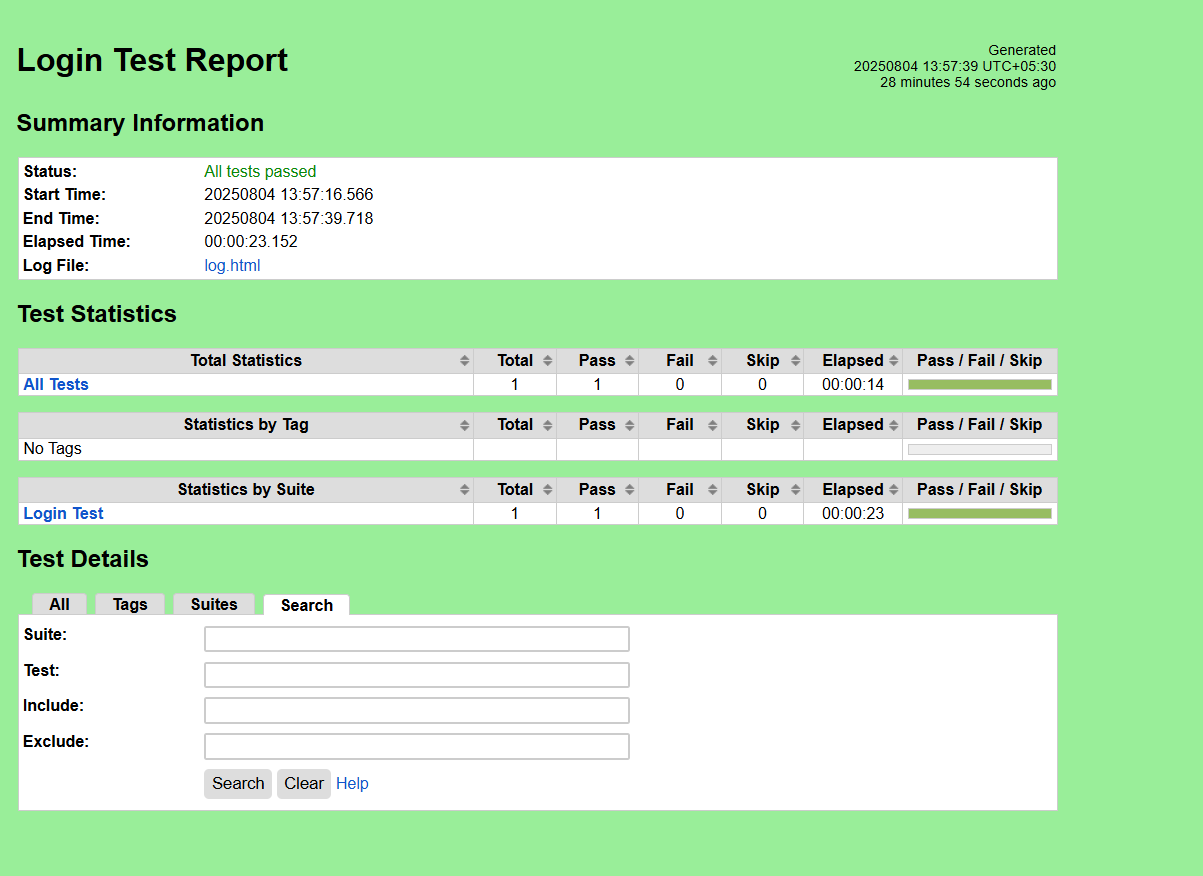 Login Test Report
Generated
20250804 13:57:39 UTC+05:30
28 minutes 54 seconds ago
Summary Information
Status: All tests passed
Start Time: 20250804 13:57:16.566
End Time: 20250804 13:57:39.718
Elapsed Time: 00:00:23.152
Log File: log.html
Test Statistics
Total Statistics Total Pass Fail Skip Elapsed Pass / Fail / Skip
All Tests 1 1 0 0 00:00:14
Statistics by Tag Total Pass Fail Skip Elapsed Pass / Fail / Skip
No Tags
Statistics by Suite Total Pass Fail Skip Elapsed Pass / Fail / Skip
Login Test 1 1 0 0 00:00:23
Test Details
All Tags Suites Search
Suite:
Test:
Include:
Exclude:
Search Clear Help